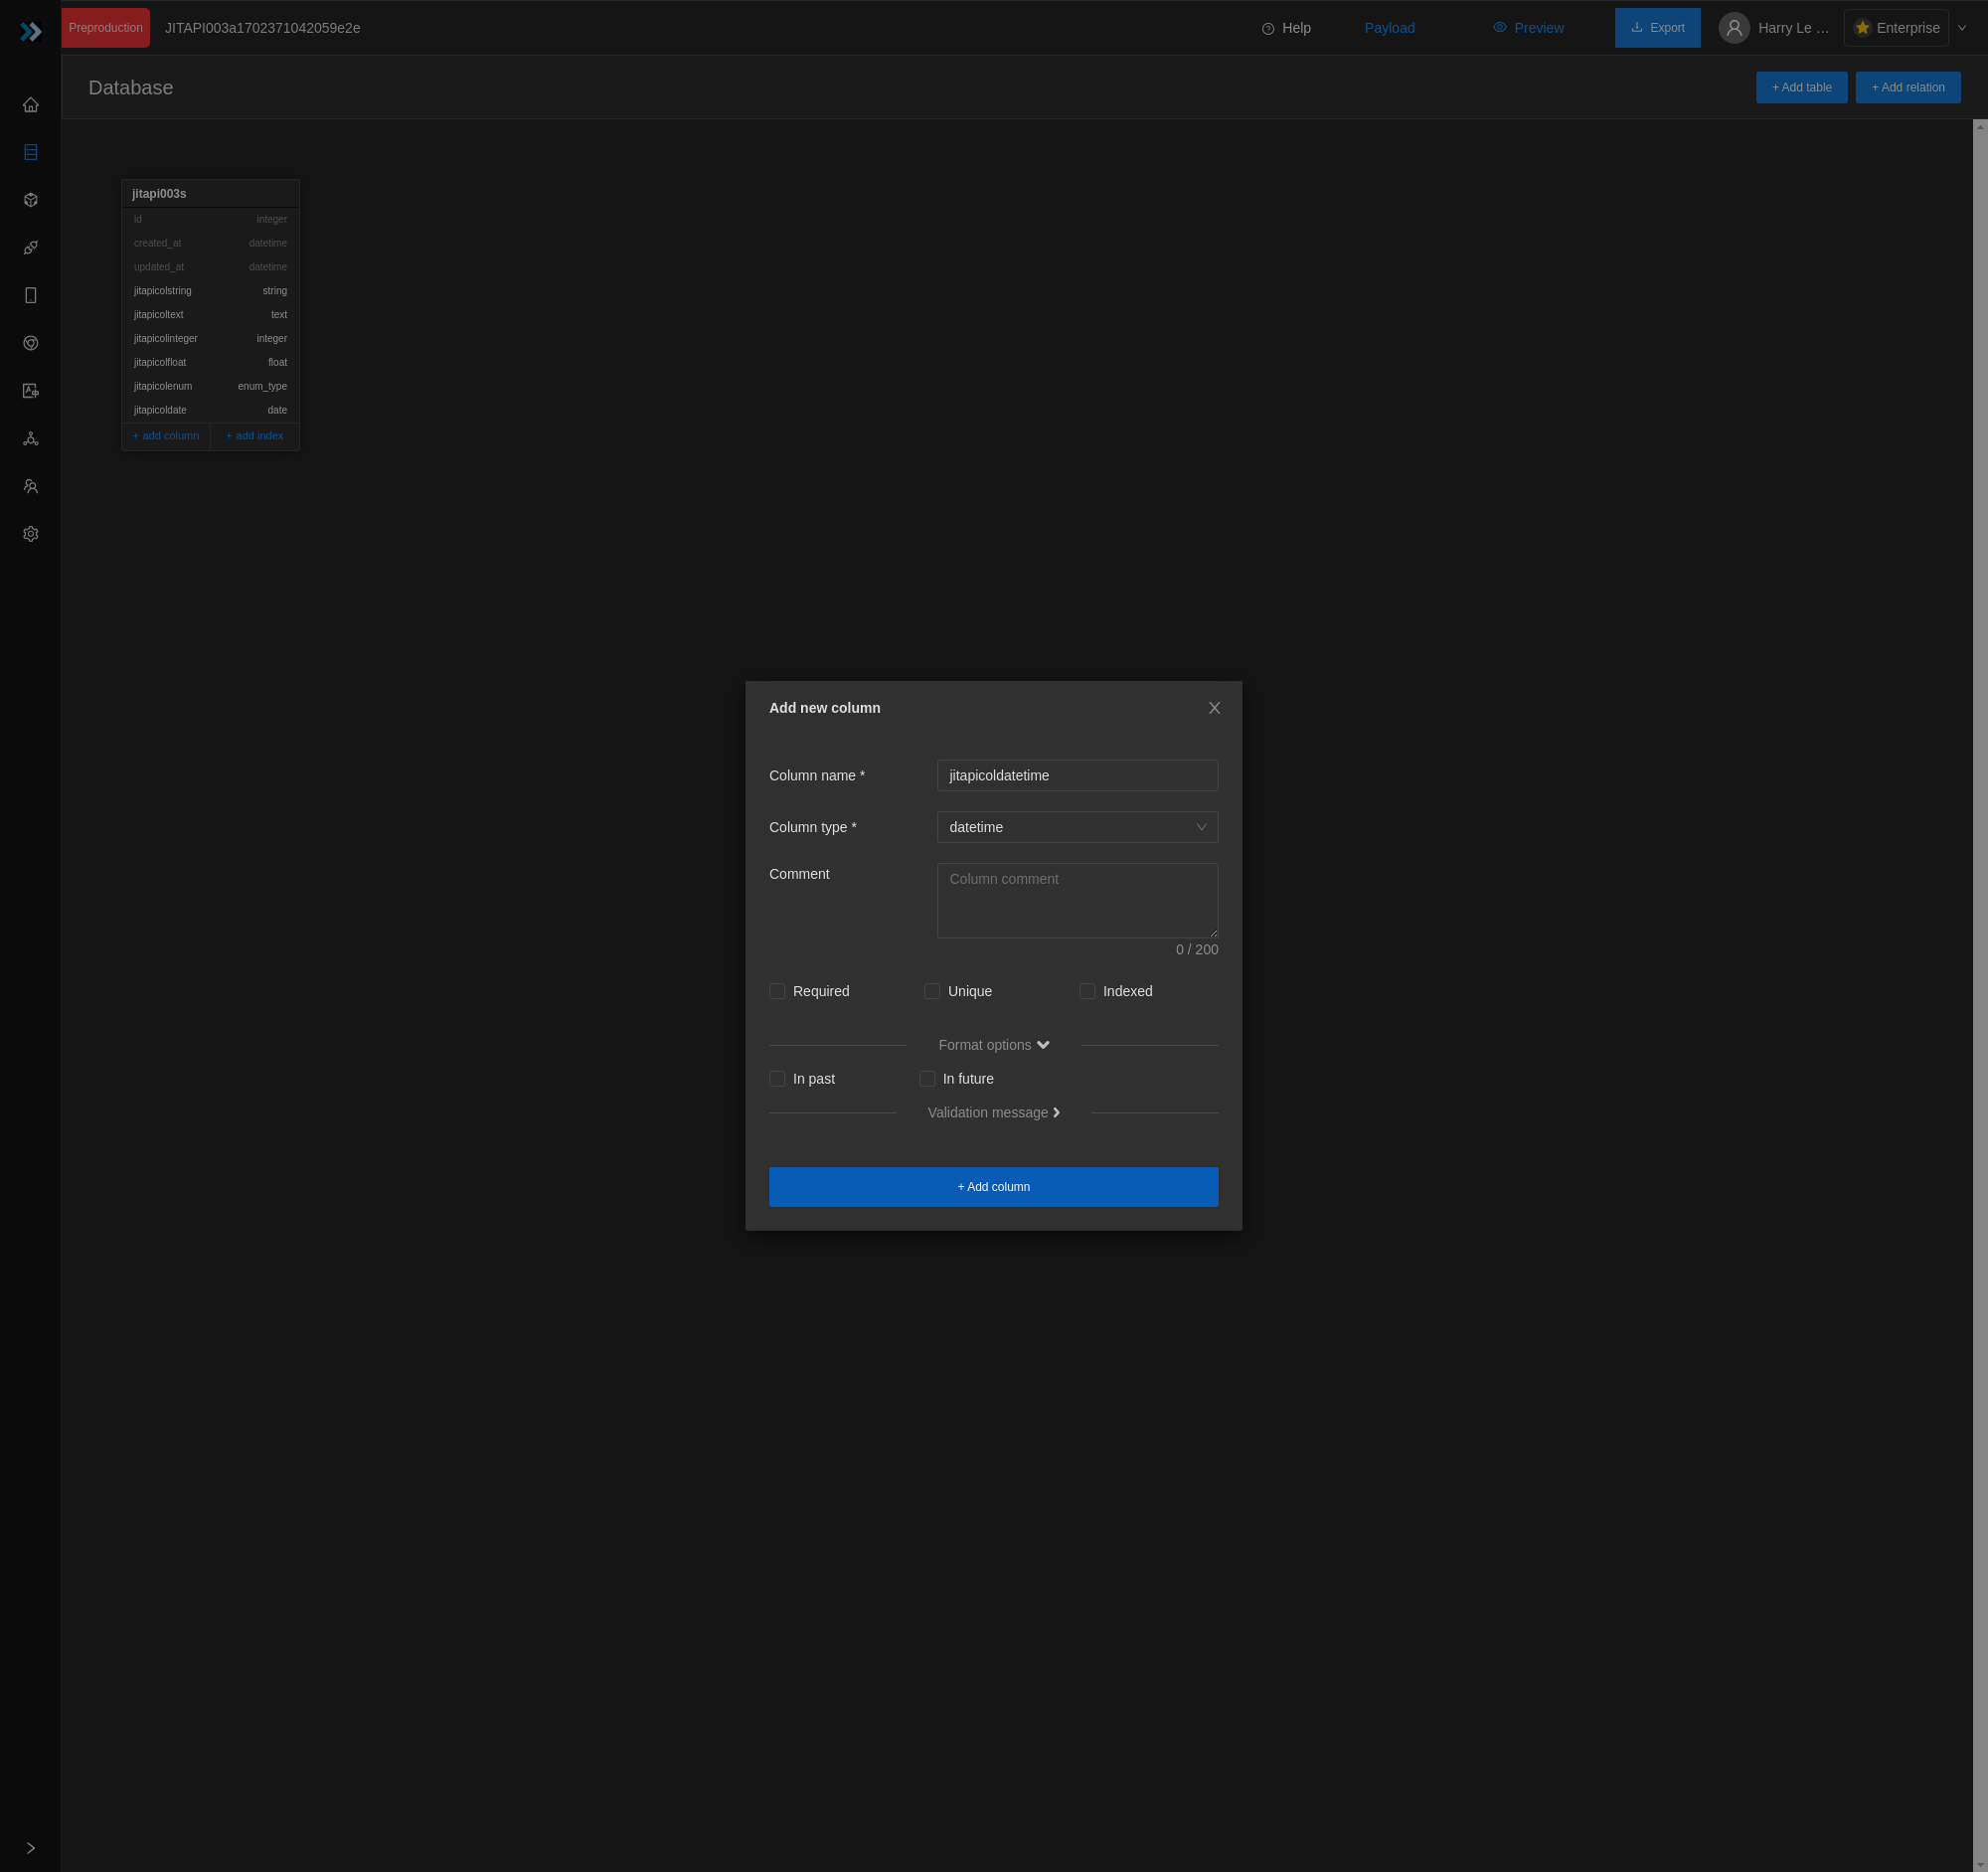 Preproduction JITAPI003a1702371042059e2e Help Payload Preview Export Harry Le ... Enterprise
Database + Add table + Add relation
jitapi003s
id integer
created_at datetime
updated_at datetime
jitapicolstring string
jitapicoltext text
jitapicolinteger integer
jitapicolfloat float
jitapicolenum enum_type
jitapicoldate date
+ add column + add index
Add new column
Column name * jitapicoldatetime
Column type * datetime
Comment Column comment
0 / 200
Required Unique Indexed
Format options
In past In future
Validation message
+ Add column